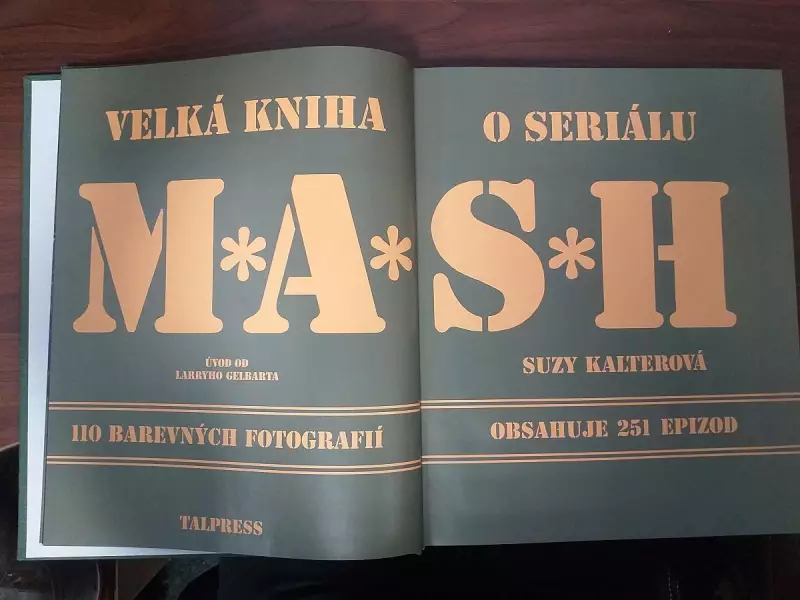 VELKÁ KNIHA O SERIÁLU
M*A*S*H
ÚVOD OD
LARRYHO GELBARTA
SUZY KALTEROVÁ
110 BAREVNÝCH FOTOGRAFIÍ
OBSAHUJE 251 EPIZOD
TALPRESS